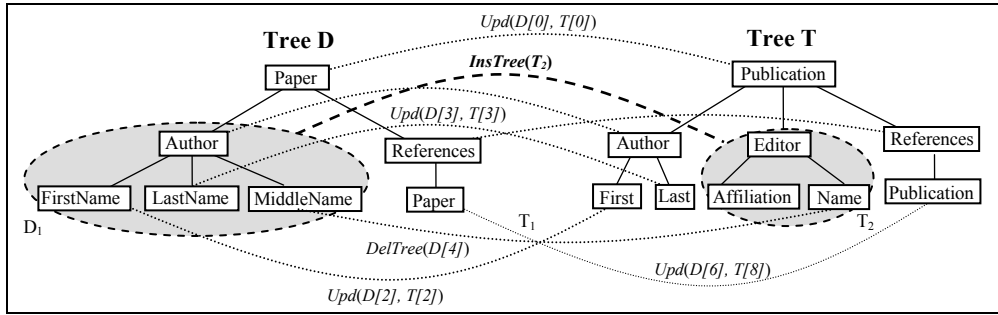 Upd(D[0], T[0])
Tree D
Tree T
InsTree(T2)
Paper
Publication
Upd(D[3], T[3])
Author
References
Author
Editor
References
FirstName
LastName
MiddleName
Paper
First
Last
Affiliation
Name
Publication
D1
T1
T2
DelTree(D[4])
Upd(D[6], T[8])
Upd(D[2], T[2])